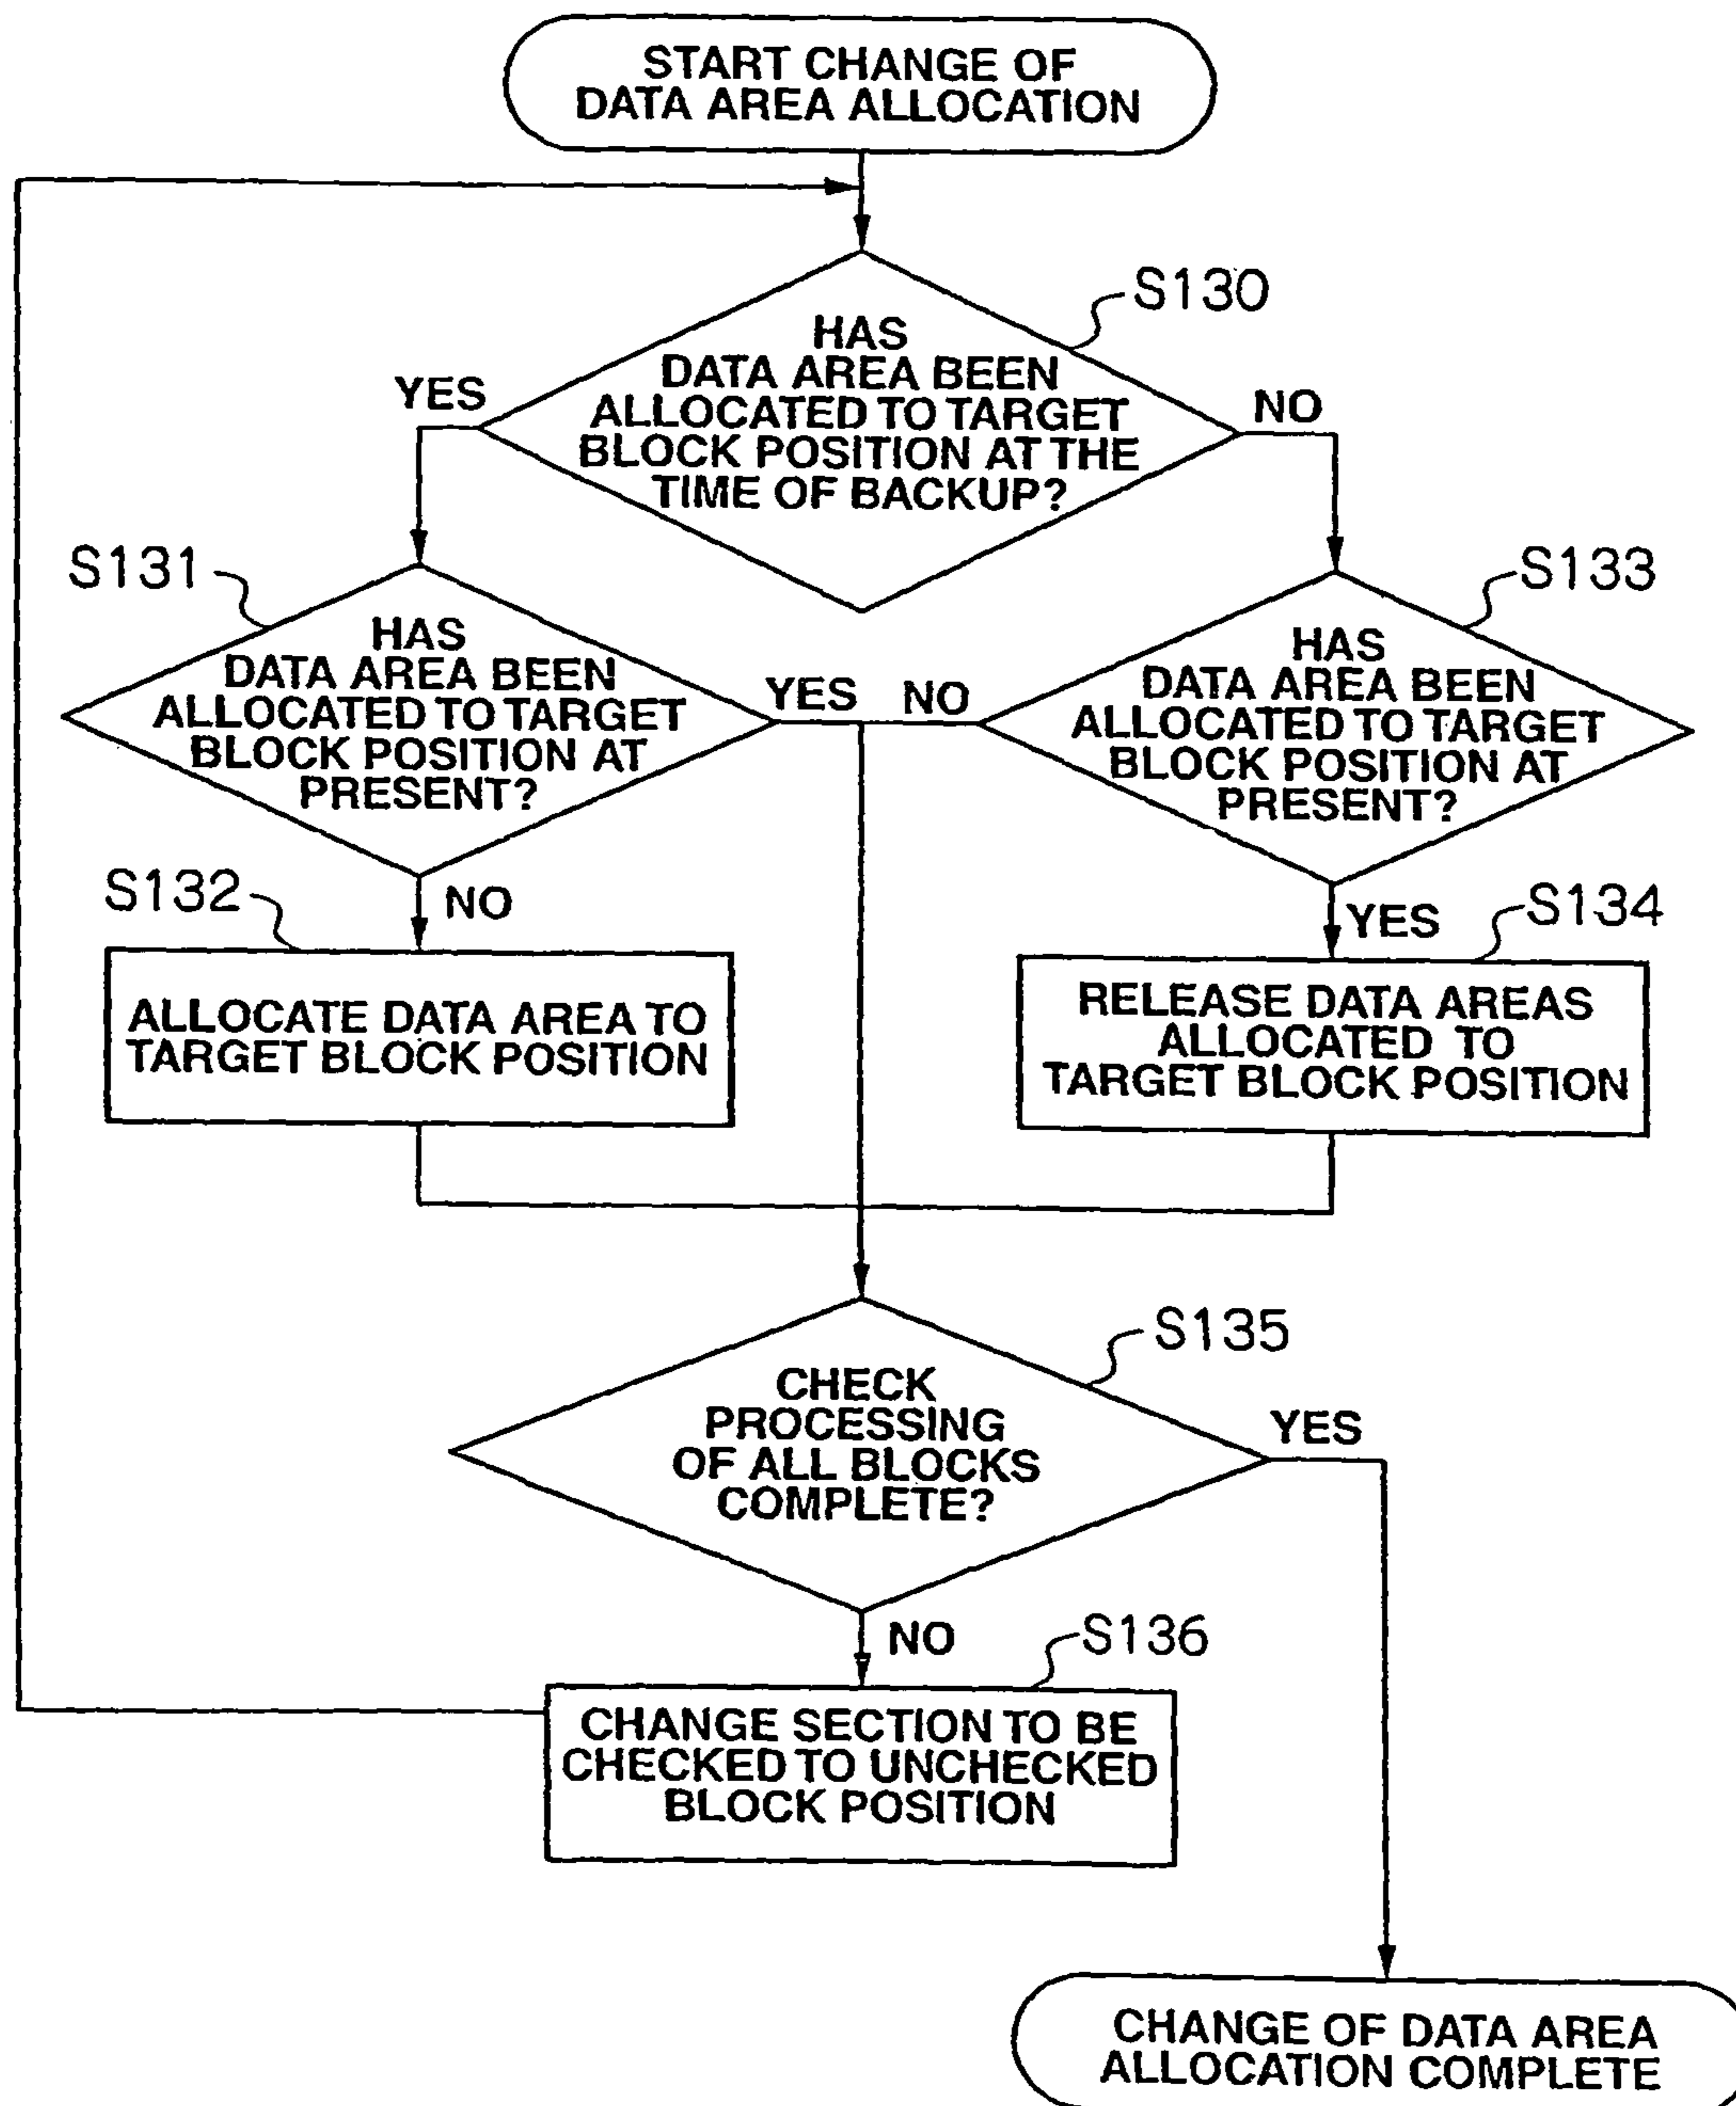 START CHANGE OF
DATA AREA ALLOCATION
S130
HAS
DATA AREA BEEN
ALLOCATED TO TARGET
BLOCK POSITION AT THE
TIME OF BACKUP?
YES
NO
S131
HAS
DATA AREA BEEN
ALLOCATED TO TARGET
BLOCK POSITION AT
PRESENT?
YES
NO
S133
HAS
DATA AREA BEEN
ALLOCATED TO TARGET
BLOCK POSITION AT
PRESENT?
S132
NO
ALLOCATE DATA AREA TO
TARGET BLOCK POSITION
YES
S134
RELEASE DATA AREAS
ALLOCATED TO
TARGET BLOCK POSITION
S135
CHECK
PROCESSING
OF ALL BLOCKS
COMPLETE?
YES
NO
S136
CHANGE SECTION TO BE
CHECKED TO UNCHECKED
BLOCK POSITION
CHANGE OF DATA AREA
ALLOCATION COMPLETE